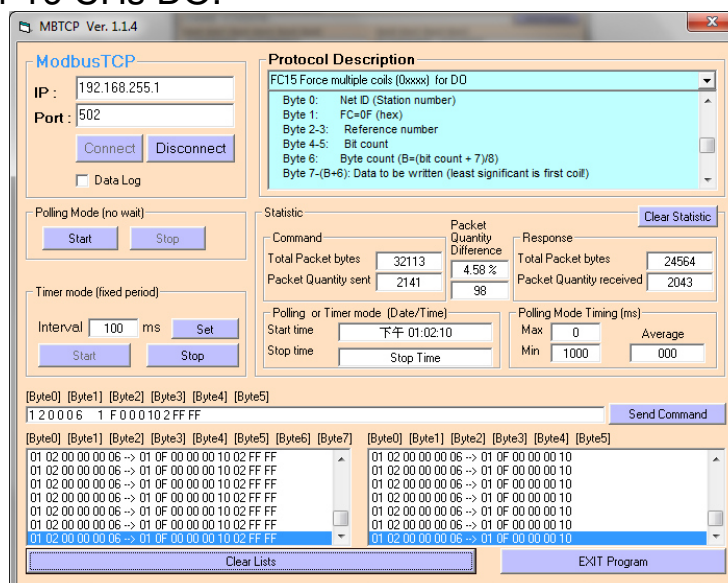 MBTCP Ver. 1.1.4
ModbusTCP
IP : 192.168.255.1
Port : 502
Connect Disconnect
Data Log
Protocol Description
FC15 Force multiple coils (0xxxx) for DO
Byte 0: Net ID (Station number)
Byte 1: FC=0F (hex)
Byte 2-3: Reference number
Byte 4-5: Bit count
Byte 6: Byte count (B=(bit count + 7)/8)
Byte 7-(B+6): Data to be written (least significant is first coil!)
Polling Mode (no wait)
Start Stop
Statistic
Clear Statistic
Command
Total Packet bytes 32113
Packet Quantity sent 2141
Packet Quantity Difference
4.58 %
98
Response
Total Packet bytes 24564
Packet Quantity received 2043
Timer mode (fixed period)
Interval 100 ms Set
Start Stop
Polling or Timer mode (Date/Time)
Start time 下午 01:02:10
Stop time Stop Time
Polling Mode Timing (ms)
Max 0 Average
Min 1000 000
[Byte0] [Byte1] [Byte2] [Byte3] [Byte4] [Byte5]
1 2 0 0 0 6 1 F 0 0 0 10 2 FF FF
Send Command
[Byte0] [Byte1] [Byte2] [Byte3] [Byte4] [Byte5] [Byte6] [Byte7]
01 02 00 00 00 06 --> 01 0F 00 00 00 10 02 FF FF
01 02 00 00 00 06 --> 01 0F 00 00 00 10 02 FF FF
01 02 00 00 00 06 --> 01 0F 00 00 00 10 02 FF FF
01 02 00 00 00 06 --> 01 0F 00 00 00 10 02 FF FF
01 02 00 00 00 06 --> 01 0F 00 00 00 10 02 FF FF
01 02 00 00 00 06 --> 01 0F 00 00 00 10 02 FF FF
01 02 00 00 00 06 --> 01 0F 00 00 00 10 02 FF FF
[Byte0] [Byte1] [Byte2] [Byte3] [Byte4] [Byte5]
01 02 00 00 00 06 --> 01 0F 00 00 00 10
01 02 00 00 00 06 --> 01 0F 00 00 00 10
01 02 00 00 00 06 --> 01 0F 00 00 00 10
01 02 00 00 00 06 --> 01 0F 00 00 00 10
01 02 00 00 00 06 --> 01 0F 00 00 00 10
01 02 00 00 00 06 --> 01 0F 00 00 00 10
01 02 00 00 00 06 --> 01 0F 00 00 00 10
Clear Lists
EXIT Program